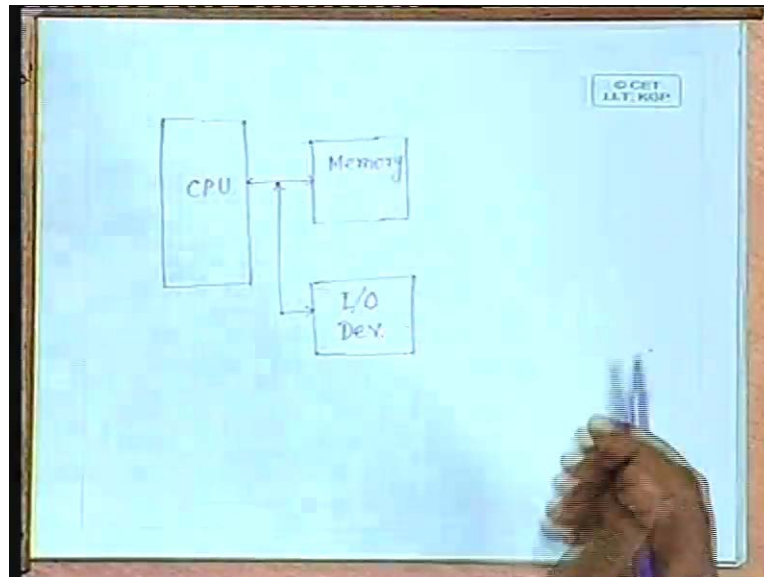 © CET
I.I.T. KGP
CPU
Memory
I/O
Dev.